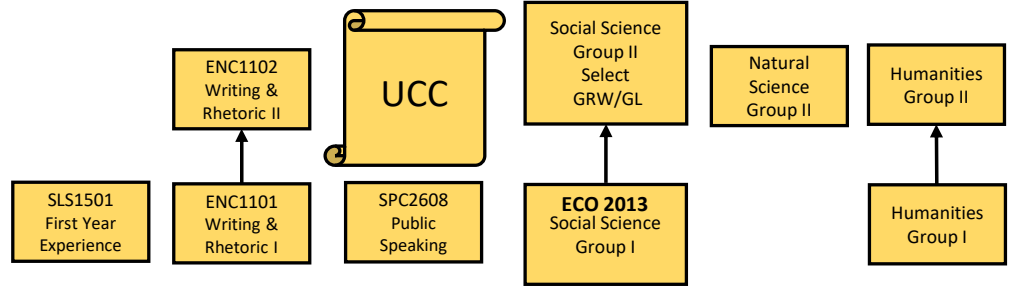 ENC1102
Writing &
Rhetoric II
UCC
Social Science
Group II
Select
GRW/GL
Natural
Science
Group II
Humanities
Group II
SLS1501
First Year
Experience
ENC1101
Writing &
Rhetoric I
SPC2608
Public
Speaking
ECO 2013
Social Science
Group I
Humanities
Group I